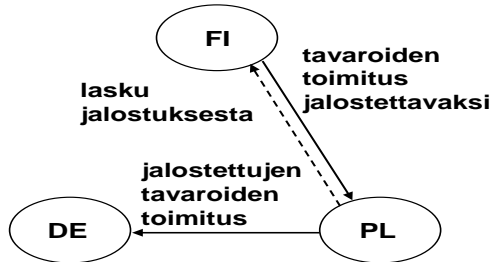 FI
tavaroiden
toimitus
jalostettavaksi
lasku
jalostuksesta
jalostettujen
tavaroiden
toimitus
DE
PL